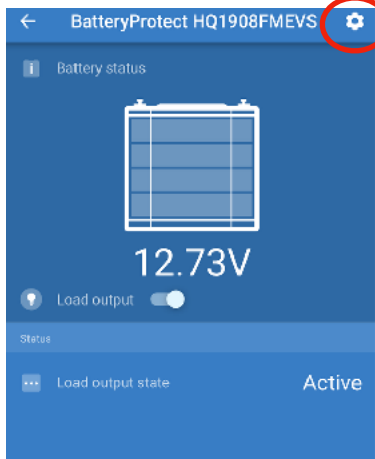 BatteryProtect HQ1908FMEVS
Battery status
12.73V
Load output
Status
Load output state
Active